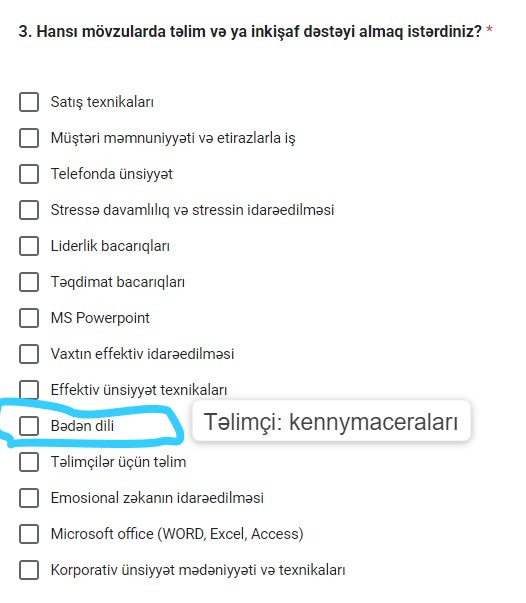 3. Hansı mövzularda təlim və ya inkişaf dəstəyi almaq istərdiniz? *
Satış texnikaları
Müştəri məmnuniyyəti və etirazlarla iş
Telefonda ünsiyyət
Stressə davamlılıq və stressin idarəedilməsi
Liderlik bacarıqları
Təqdimat bacarıqları
MS Powerpoint
Vaxtın effektiv idarəedilməsi
Effektiv ünsiyyət texnikaları
Bədən dili
Təlimçi: kennymaceraları
Təlimçilər üçün təlim
Emosional zəkanın idarəedilməsi
Microsoft office (WORD, Excel, Access)
Korporativ ünsiyyət mədəniyyəti və texnikaları